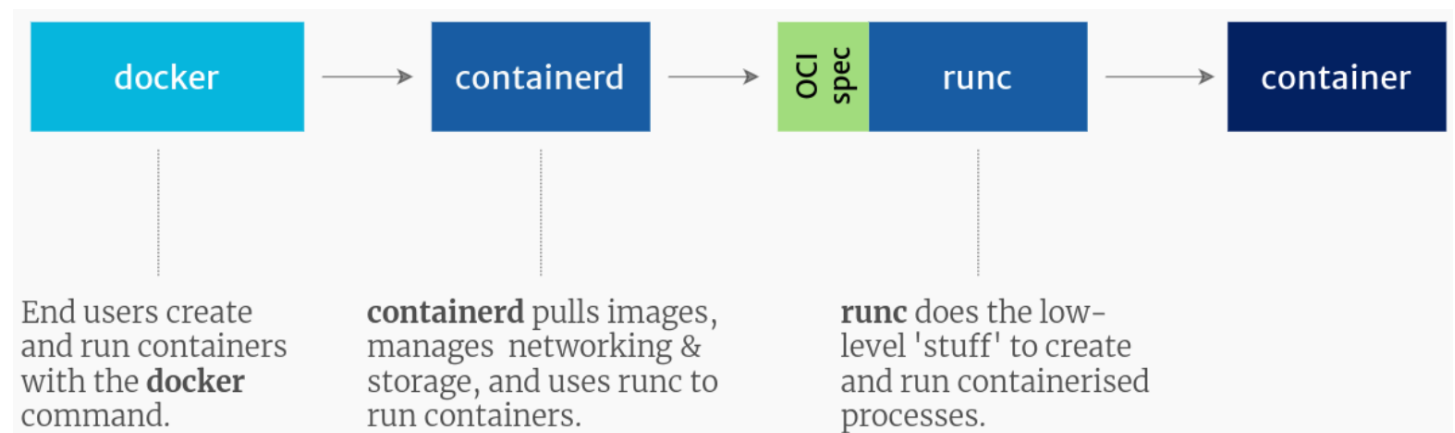 docker
containerd
OCI
spec
runc
container
End users create
and run containers
with the docker
command.
containerd pulls images,
manages networking &
storage, and uses runc to
run containers.
runc does the low-
level 'stuff' to create
and run containerised
processes.